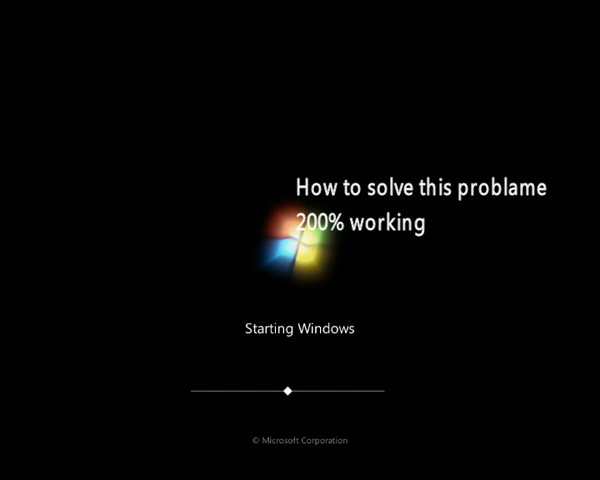 How to solve this problame
200% working
Starting Windows
© Microsoft Corporation